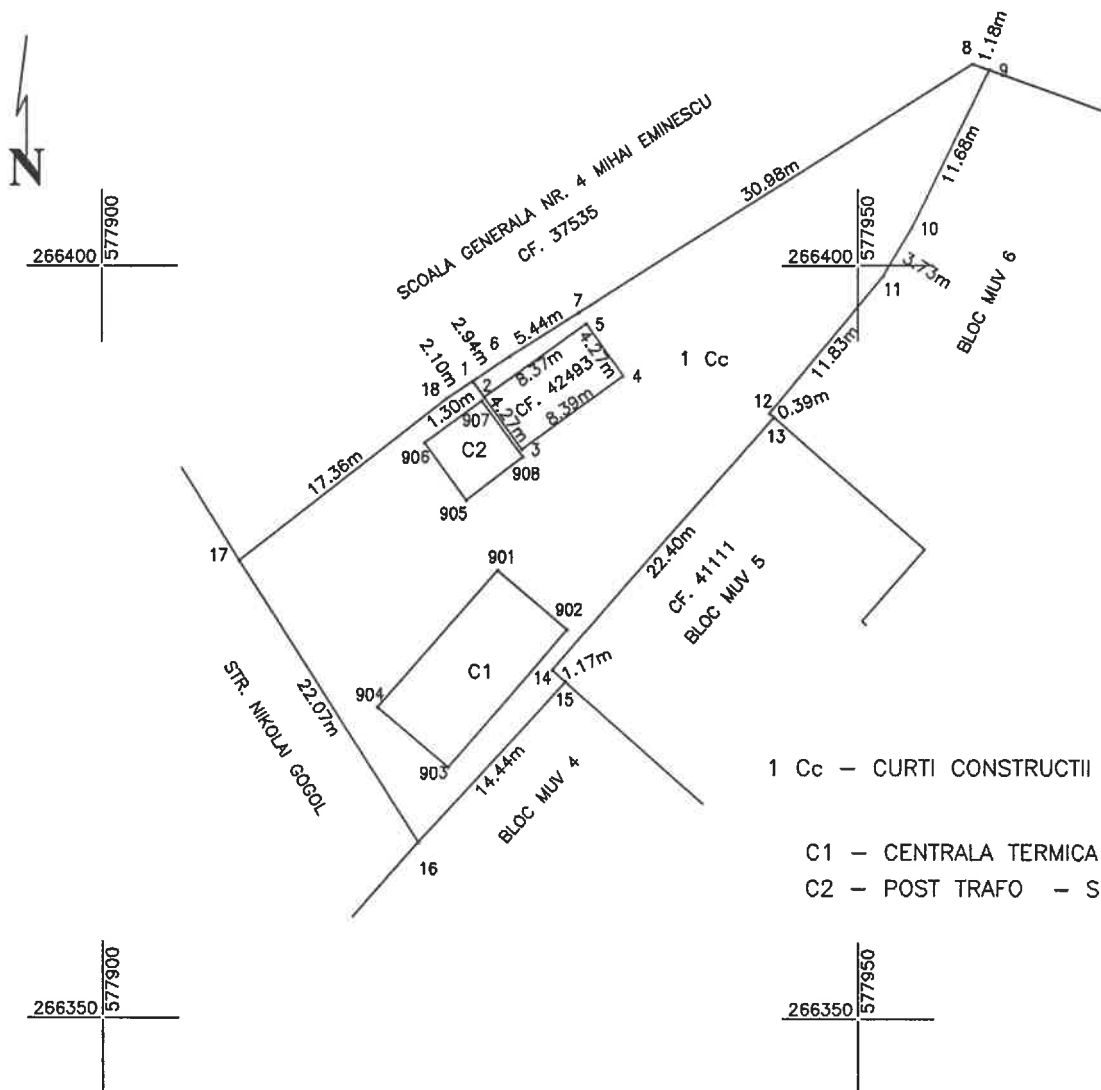 8
1.18m
9
N
577900
266400
SCOALA GENERALA NR. 4 MIHAI EMINESCU
CF. 37535
30.98m
11.68m
10
577950
266400
3.73m
11
BLOC MUV 6
7
5.44m
6
2.94m
2.10m
1
18
5
4.27m
4
1 Cc
8.37m
CF. 42493
8.39m
2
1.30m
907
4.27m
3
908
906
C2
905
11.83m
12
0.39m
13
17.36m
17
901
902
22.40m
CF. 41111
BLOC MUV 5
C1
904
903
14
1.17m
15
STR. NIKOLAI GOGOL
22.07m
14.44m
BLOC MUV 4
16
1 Cc – CURTI CONSTRUCTII
C1 – CENTRALA TERMICA
C2 – POST TRAFO – S
577900
266350
577950
266350